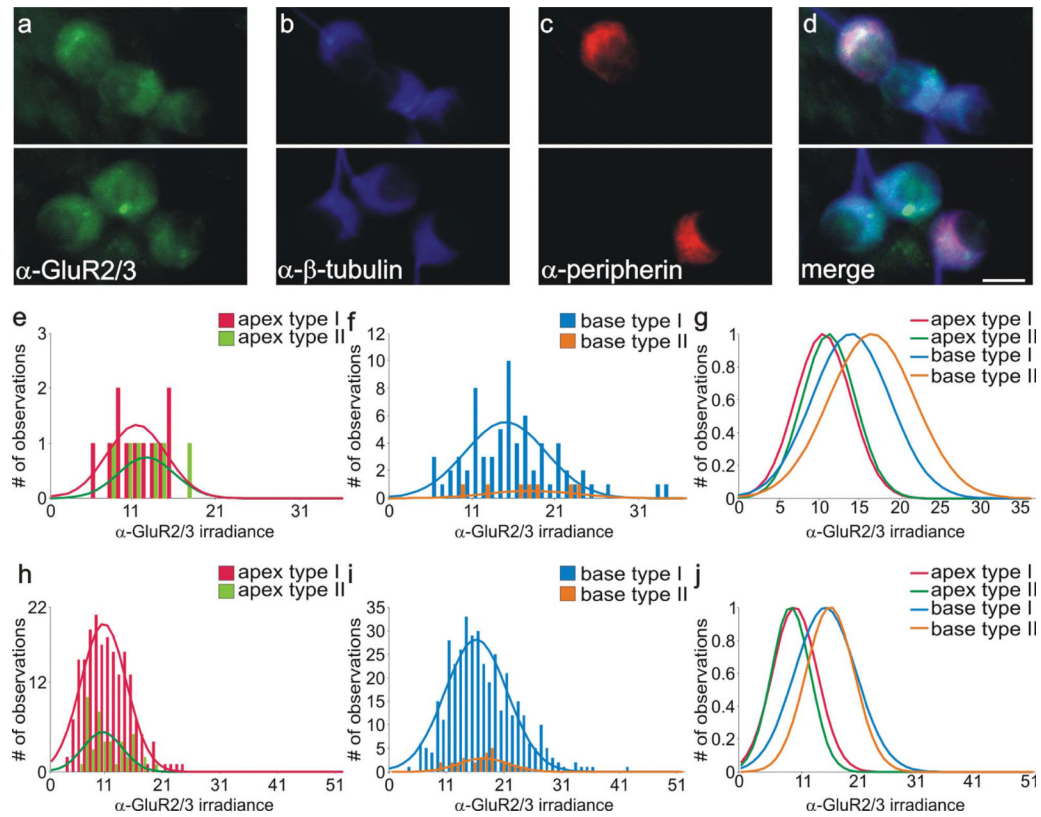 a b c d
α-GluR2/3 α-β-tubulin α-peripherin merge
e f g
apex type I
apex type II
base type I
base type II
apex type I
apex type II
base type I
base type II
# of observations
3
2
1
0
0 11 21 31
α-GluR2/3 irradiance
# of observations
12
10
8
6
4
2
0
0 11 21 31
α-GluR2/3 irradiance
# of observations
1
0.8
0.6
0.4
0.2
0
0 5 10 15 20 25 30 35
α-GluR2/3 irradiance
h i j
apex type I
apex type II
base type I
base type II
apex type I
apex type II
base type I
base type II
# of observations
22
12
0
0 11 21 31 41 51
α-GluR2/3 irradiance
# of observations
35
30
25
20
15
10
5
0
0 11 21 31 41 51
α-GluR2/3 irradiance
# of observations
1
0.8
0.6
0.4
0.2
0
0 11 21 31 41 51
α-GluR2/3 irradiance